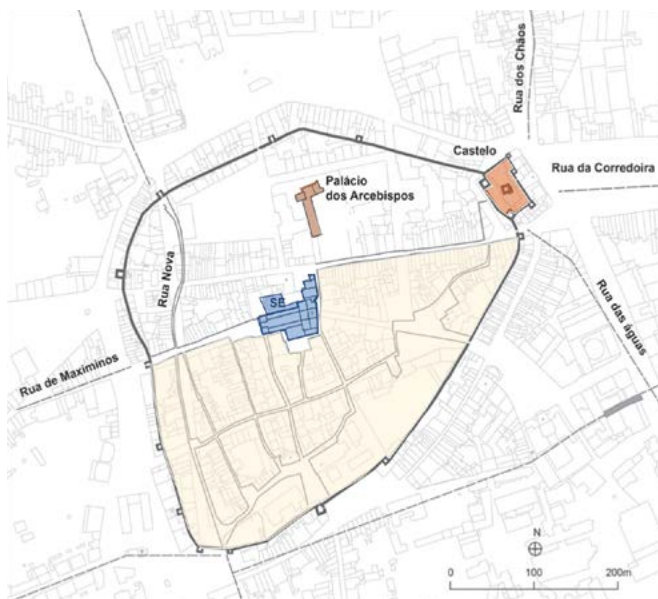 Rua dos Chãos
Castelo
Rua da Corredoira
Palácio
dos Arcebispos
Rua Nova
SÉ
Rua das águas
Rua de Maximinos
N
0 100 200m